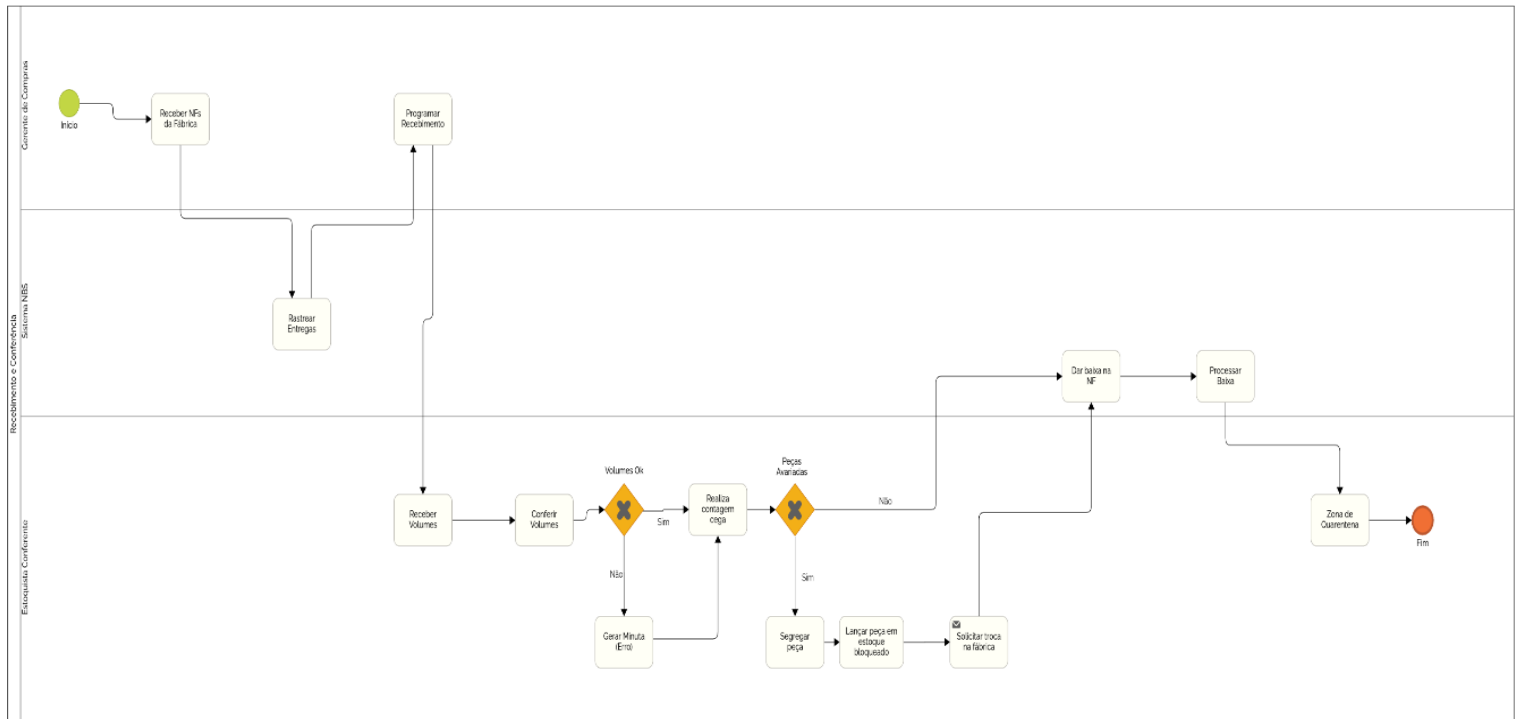 Recebimento e Conferência
Gerente de Compras
Início
Receber NFs
da Fábrica
Programar
Recebimento
Sistema NBS
Rastrear
Entregas
Dar baixa na
NF
Processar
Baixa
Estoquista Conferente
Receber
Volumes
Conferir
Volumes
Volumes Ok
Sim
Não
Gerar Minuta
(Erro)
Realiza
contagem
cega
Peças
Avariadas
Não
Sim
Segregar
peça
Lançar peça em
estoque
bloqueado
Solicitar troca
na fábrica
Zona de
Quarentena
Fim